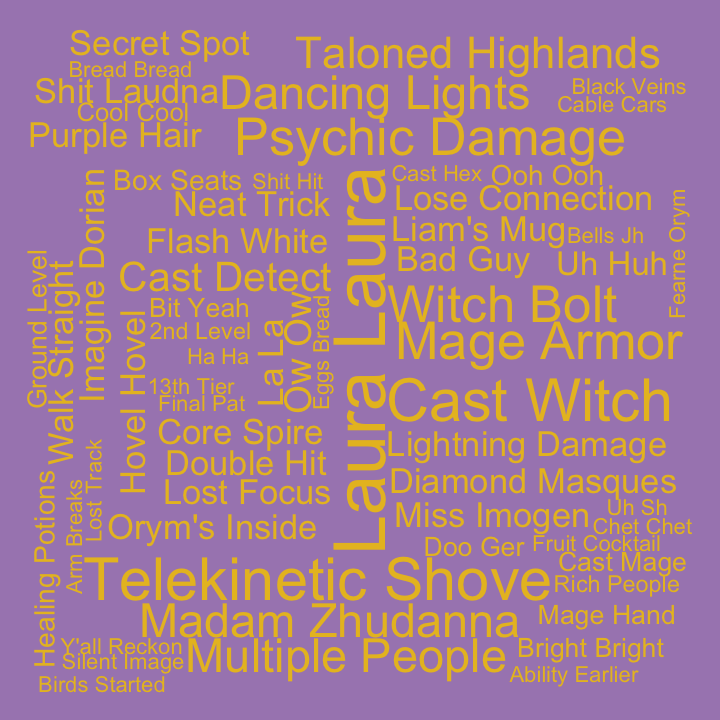 Secret Spot
Taloned Highlands
Bread Bread
Shit Laudna
Dancing Lights
Black Veins
Cable Cars
Cool Cool
Purple Hair
Psychic Damage
Box Seats
Shit Hit
Cast Hex
Ooh Ooh
Neat Trick
Lose Connection
Imagine Dorian
Laura Laura
Flash White
Liam's Mug
Bells Jh
Fearne Orym
Cast Detect
Bad Guy
Uh Huh
Ground Level
Walk Straight
Bit Yeah
2nd Level
Ha Ha
La La
Ow Ow
Eggs Bread
Witch Bolt
Mage Armor
Hovel Hovel
13th Tier
Final Pat
Cast Witch
Core Spire
Lightning Damage
Double Hit
Diamond Masques
Lost Focus
Lost Track
Arm Breaks
Healing Potions
Orym's Inside
Miss Imogen
Uh Sh
Chet Chet
Doo Ger
Fruit Cocktail
Cast Mage
Telekinetic Shove
Rich People
Madam Zhudanna
Mage Hand
Y'all Reckon
Silent Image
Multiple People
Bright Bright
Birds Started
Ability Earlier